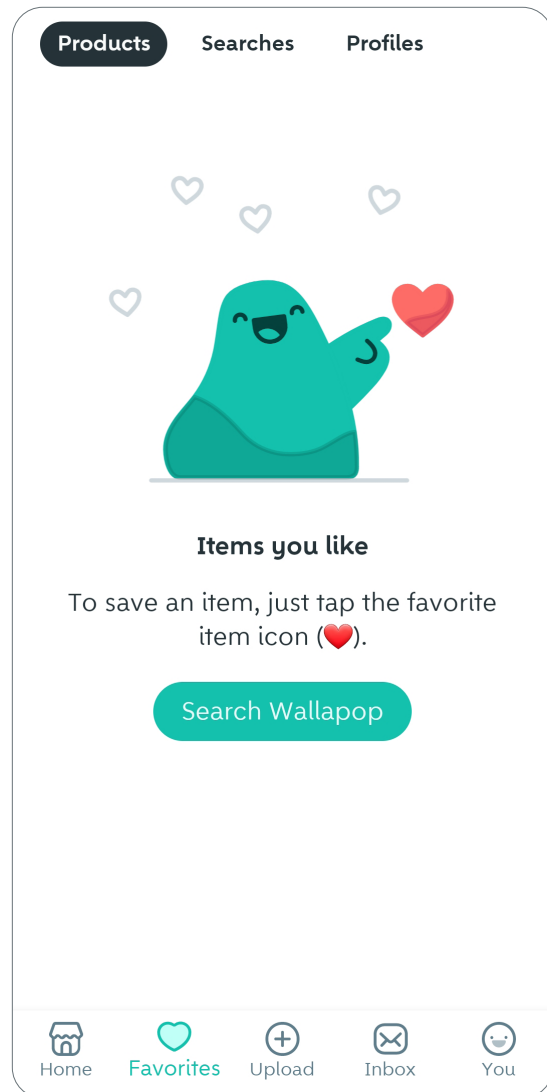 Products Searches Profiles
Items you like
To save an item, just tap the favorite
item icon (❤️).
Search Wallapop
Home Favorites Upload Inbox You